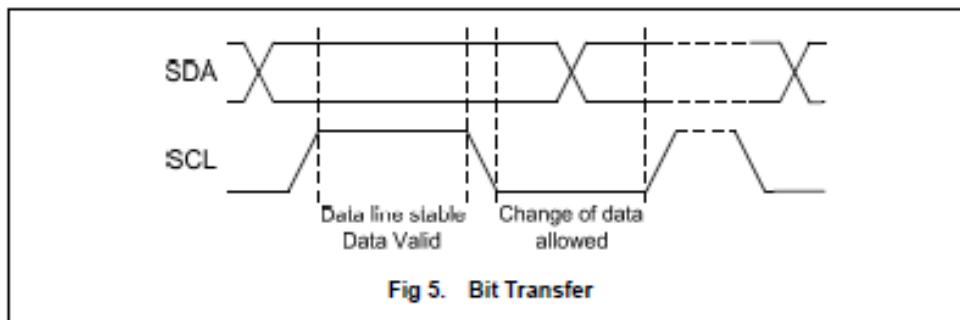 SDA
SCL
Data line stable
Data Valid
Change of data
allowed
Fig 5. Bit Transfer